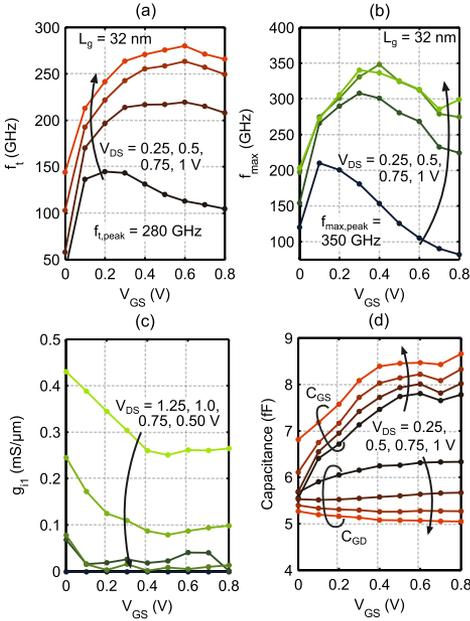 (a)
300
250
200
150
100
50
f_t (GHz)
L_g = 32 nm
V_DS = 0.25, 0.5,
0.75, 1 V
f_t,peak = 280 GHz
0 0.2 0.4 0.6 0.8
V_GS (V)
(b)
400
350
300
250
200
150
100
f_max (GHz)
L_g = 32 nm
V_DS = 0.25, 0.5,
0.75, 1 V
f_max,peak =
350 GHz
0 0.2 0.4 0.6 0.8
V_GS (V)
(c)
0.5
0.4
0.3
0.2
0.1
0
g_i1 (mS/µm)
V_DS = 1.25, 1.0,
0.75, 0.50 V
0 0.2 0.4 0.6 0.8
V_GS (V)
(d)
9
8
7
6
5
4
Capacitance (fF)
C_GS
V_DS = 0.25,
0.5, 0.75, 1 V
C_GD
0 0.2 0.4 0.6 0.8
V_GS (V)